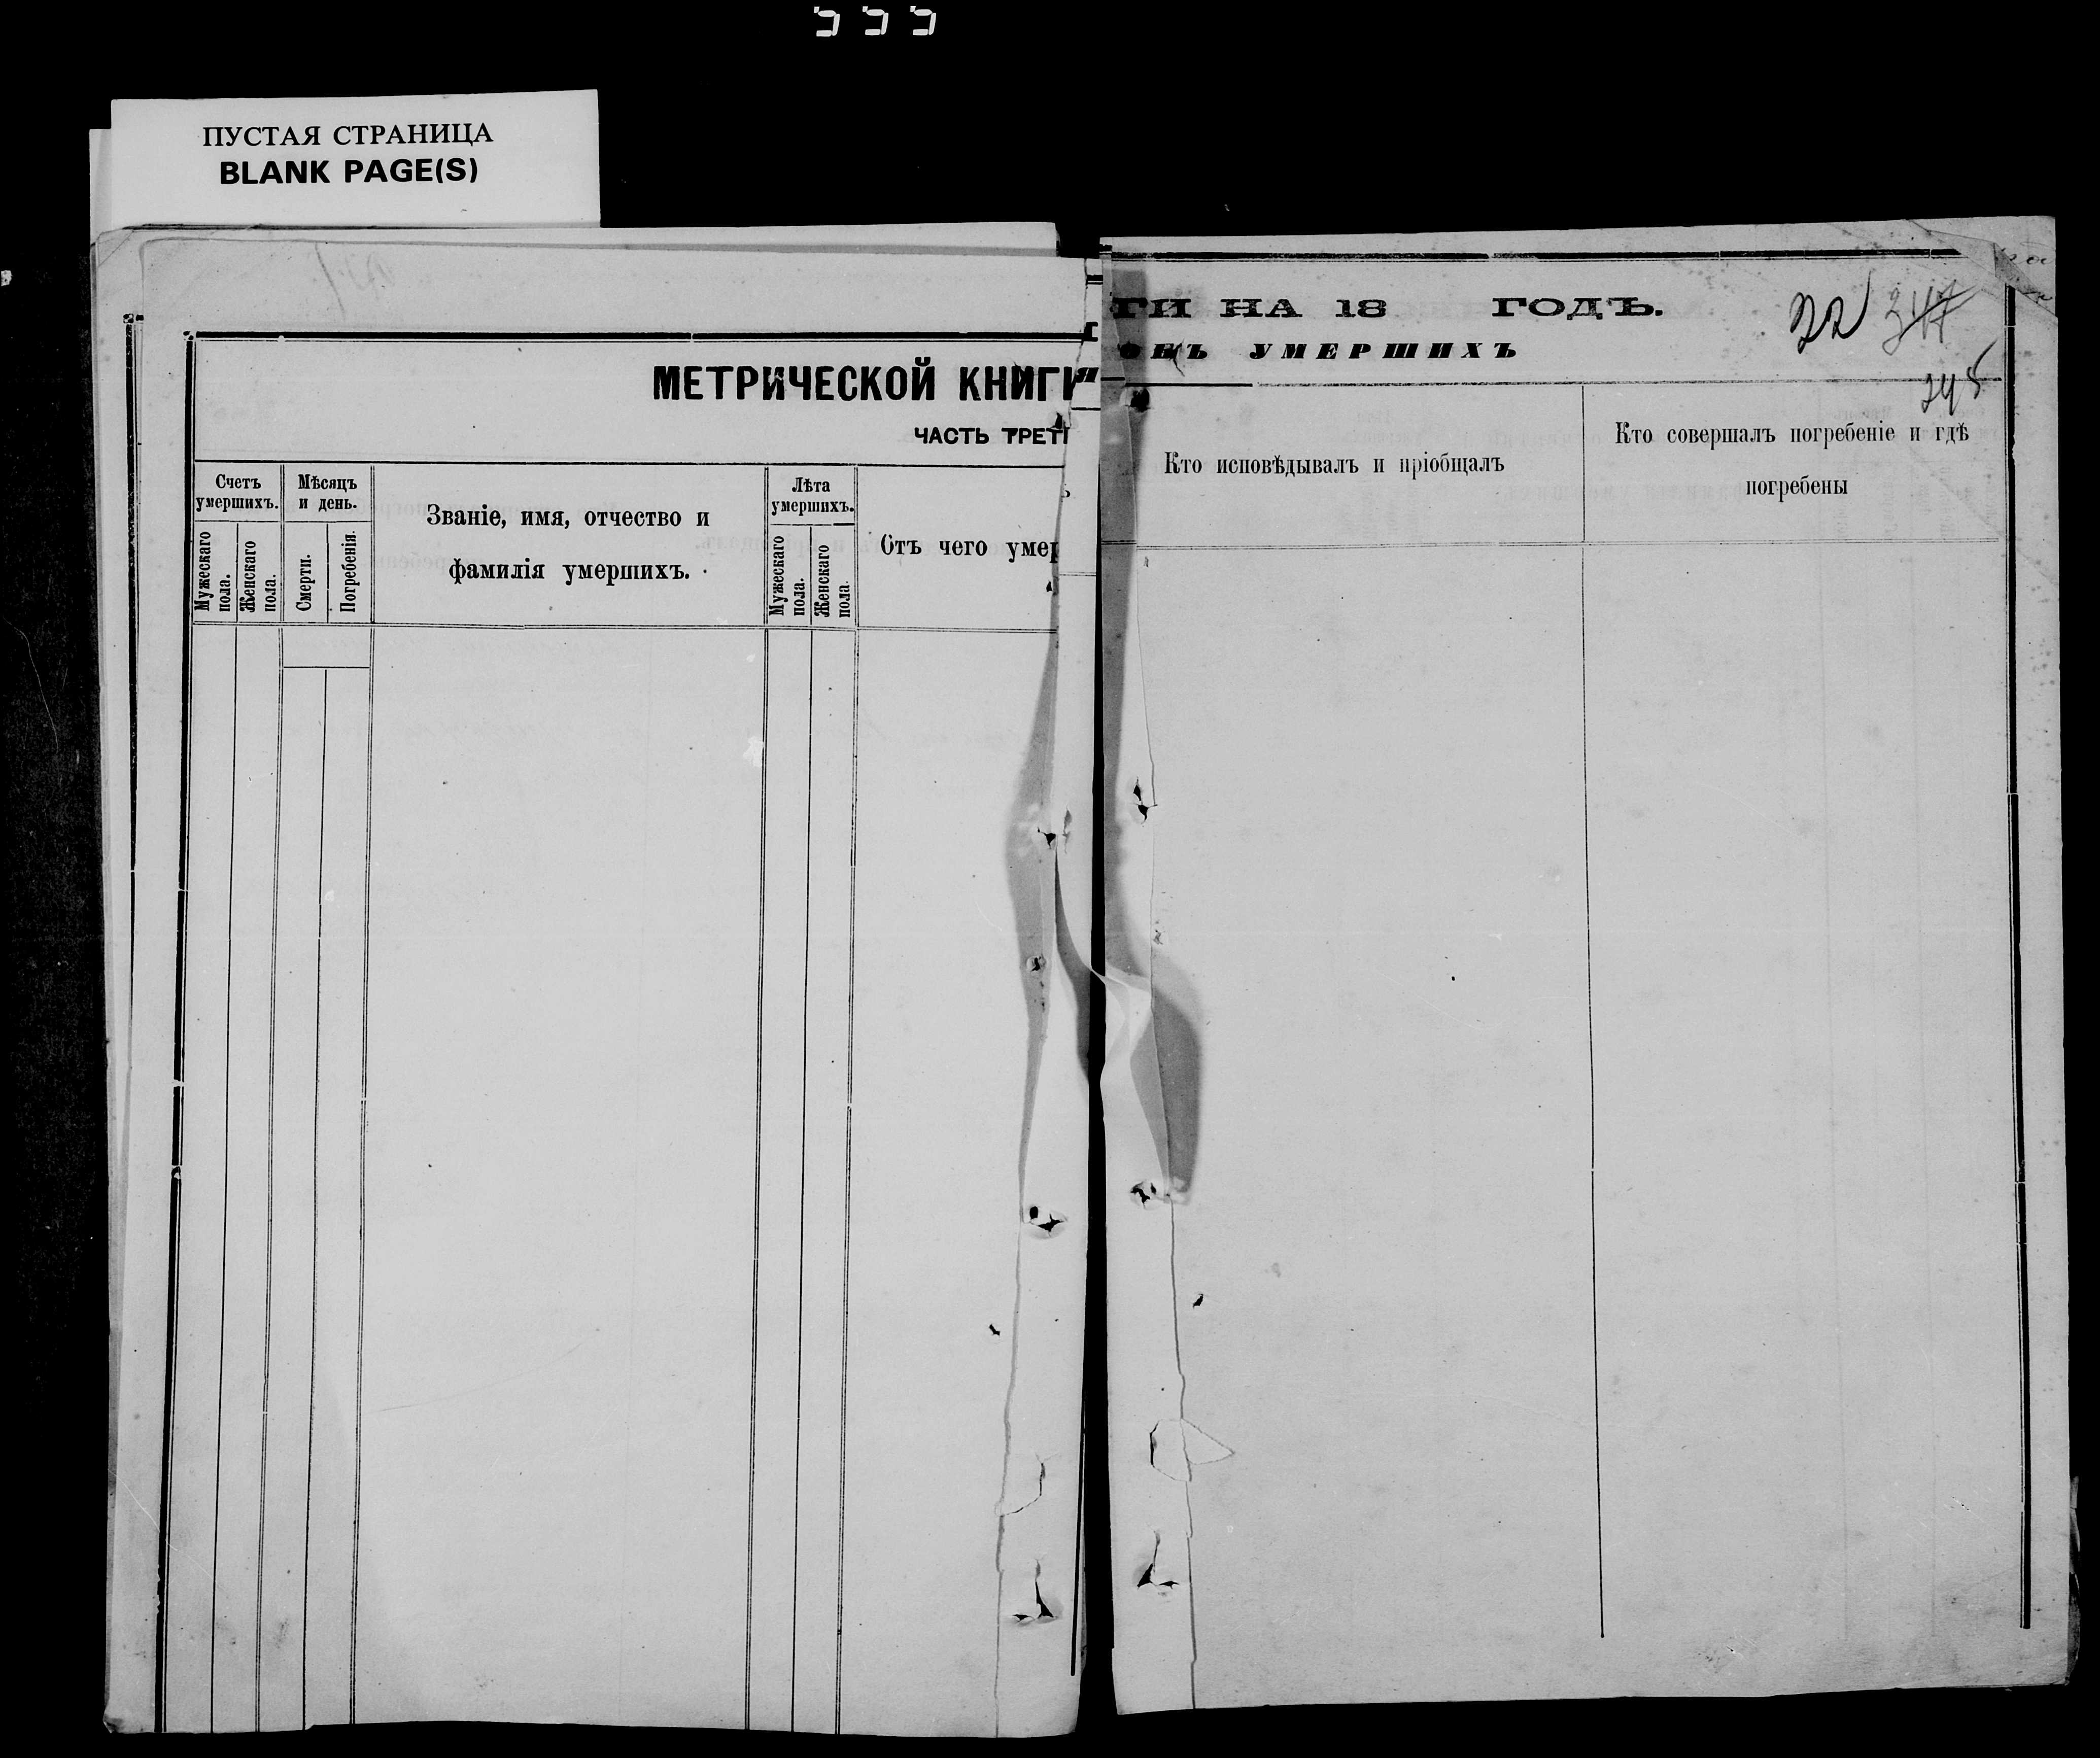 ПУСТАЯ СТРАНИЦА
BLANK PAGE(S)
МЕТРИЧЕСКОЙ КНИГИ
ЧАСТЬ ТРЕТІ
Счетъ умершихъ.
Мужескаго пола.
Женскаго пола.
Мѣсяцъ и день.
Смерти.
Погребенія.
Званіе, имя, отчество и
фамилія умершихъ.
Лѣта умершихъ.
Мужескаго пола.
Женскаго пола.
Отъ чего умер
ГИ НА 18 ГОДЪ.
22
УМЕРШИХЪ
Кто исповѣдывалъ и пріобщалъ
Кто совершалъ погребеніе и гдѣ
погребены